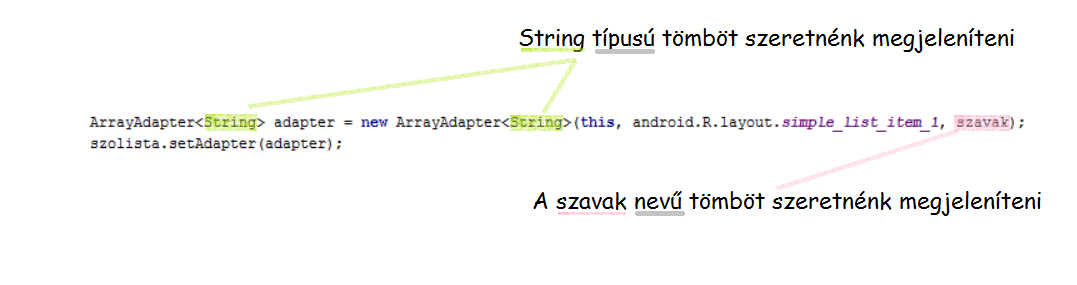 String típusú tömböt szeretnénk megjeleníteni
ArrayAdapter<String> adapter = new ArrayAdapter<String>(this, android.R.layout.simple_list_item_1, szavak);
szolista.setAdapter(adapter);
A szavak nevű tömböt szeretnénk megjeleníteni